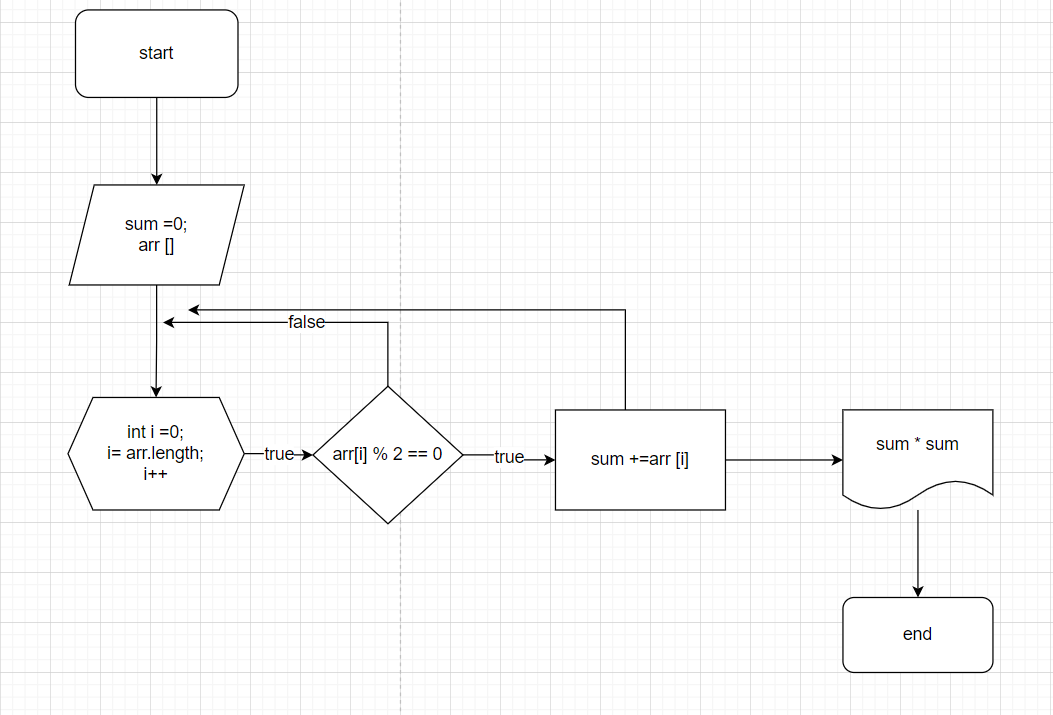 start
sum =0;
arr []
false
int i =0;
i= arr.length;
i++
true
arr[i] % 2 == 0
true
sum +=arr [i]
sum * sum
end